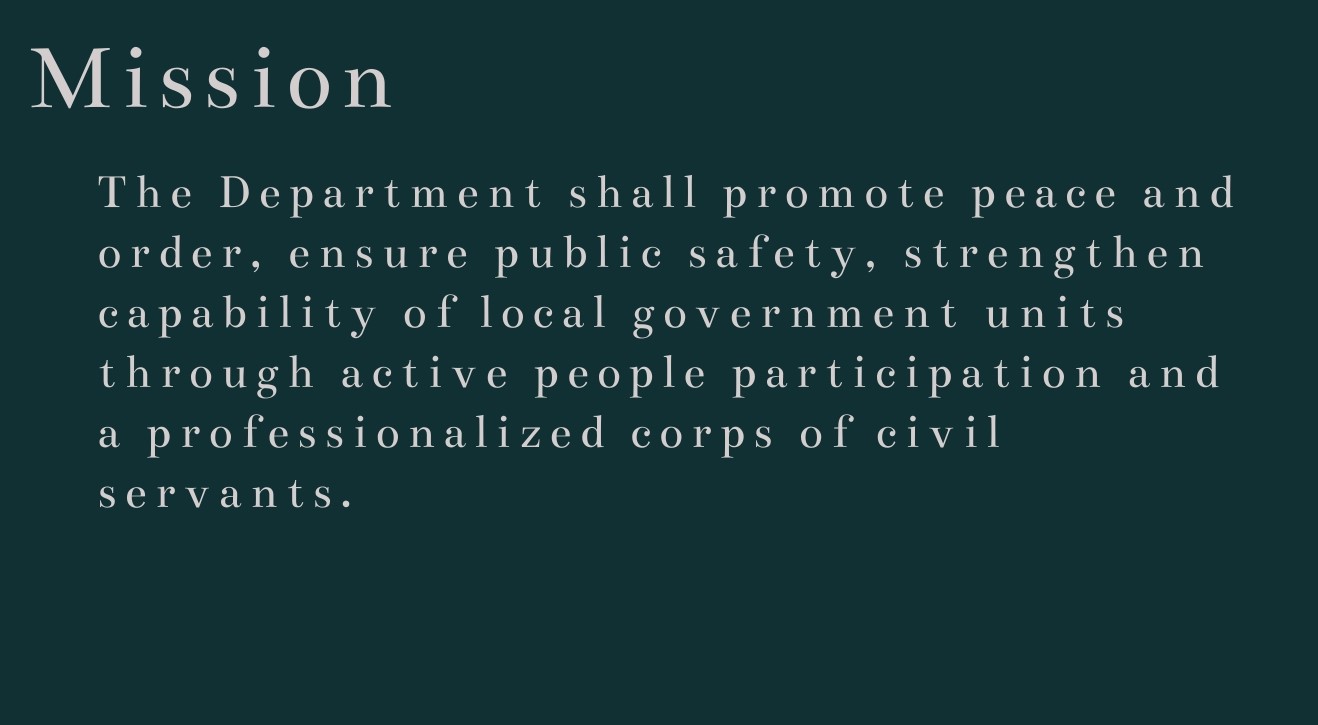 Mission
The Department shall promote peace and
order, ensure public safety, strengthen
capability of local government units
through active people participation and
a professionalized corps of civil
servants.